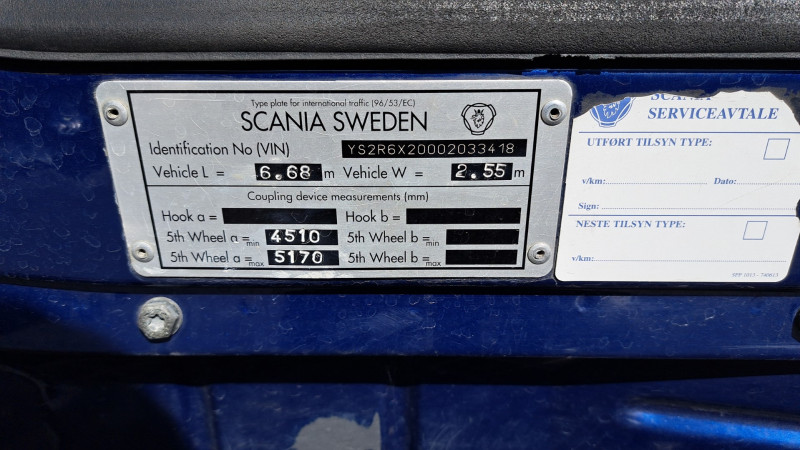 Type plate for international traffic (96/53/EC)
SCANIA SWEDEN
Identification No (VIN) YS2R6X20002033418
Vehicle L = 6.68 m Vehicle W = 2.55 m
Coupling device measurements (mm)
Hook a = Hook b =
5th Wheel a min = 4510 5th Wheel b min =
5th Wheel a max = 5170 5th Wheel b max =
SCANIA
SERVICEAVTALE
UTFØRT TILSYN TYPE:
v/km: Dato:
Sign:
NESTE TILSYN TYPE:
v/km: